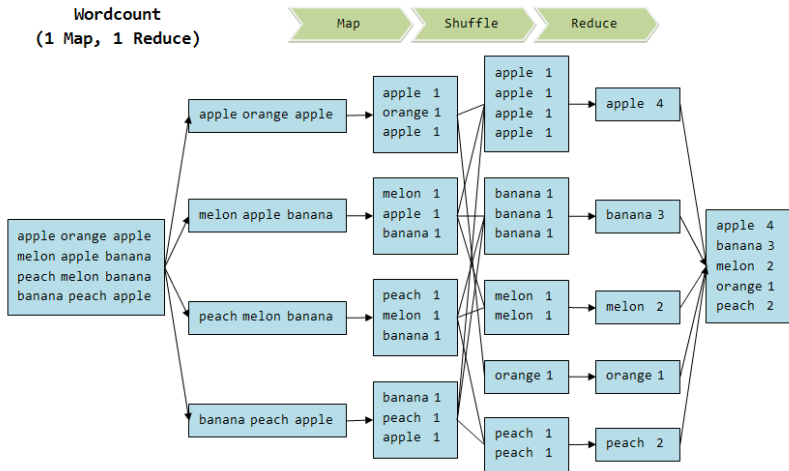 Wordcount
(1 Map, 1 Reduce)
Map
Shuffle
Reduce
apple orange apple
melon apple banana
peach melon banana
banana peach apple
apple orange apple
melon apple banana
peach melon banana
banana peach apple
apple 1
orange 1
apple 1
melon 1
apple 1
banana 1
peach 1
melon 1
banana 1
banana 1
peach 1
apple 1
apple 1
apple 1
apple 1
apple 1
banana 1
banana 1
banana 1
melon 1
melon 1
orange 1
peach 1
peach 1
apple 4
banana 3
melon 2
orange 1
peach 2
apple 4
banana 3
melon 2
orange 1
peach 2